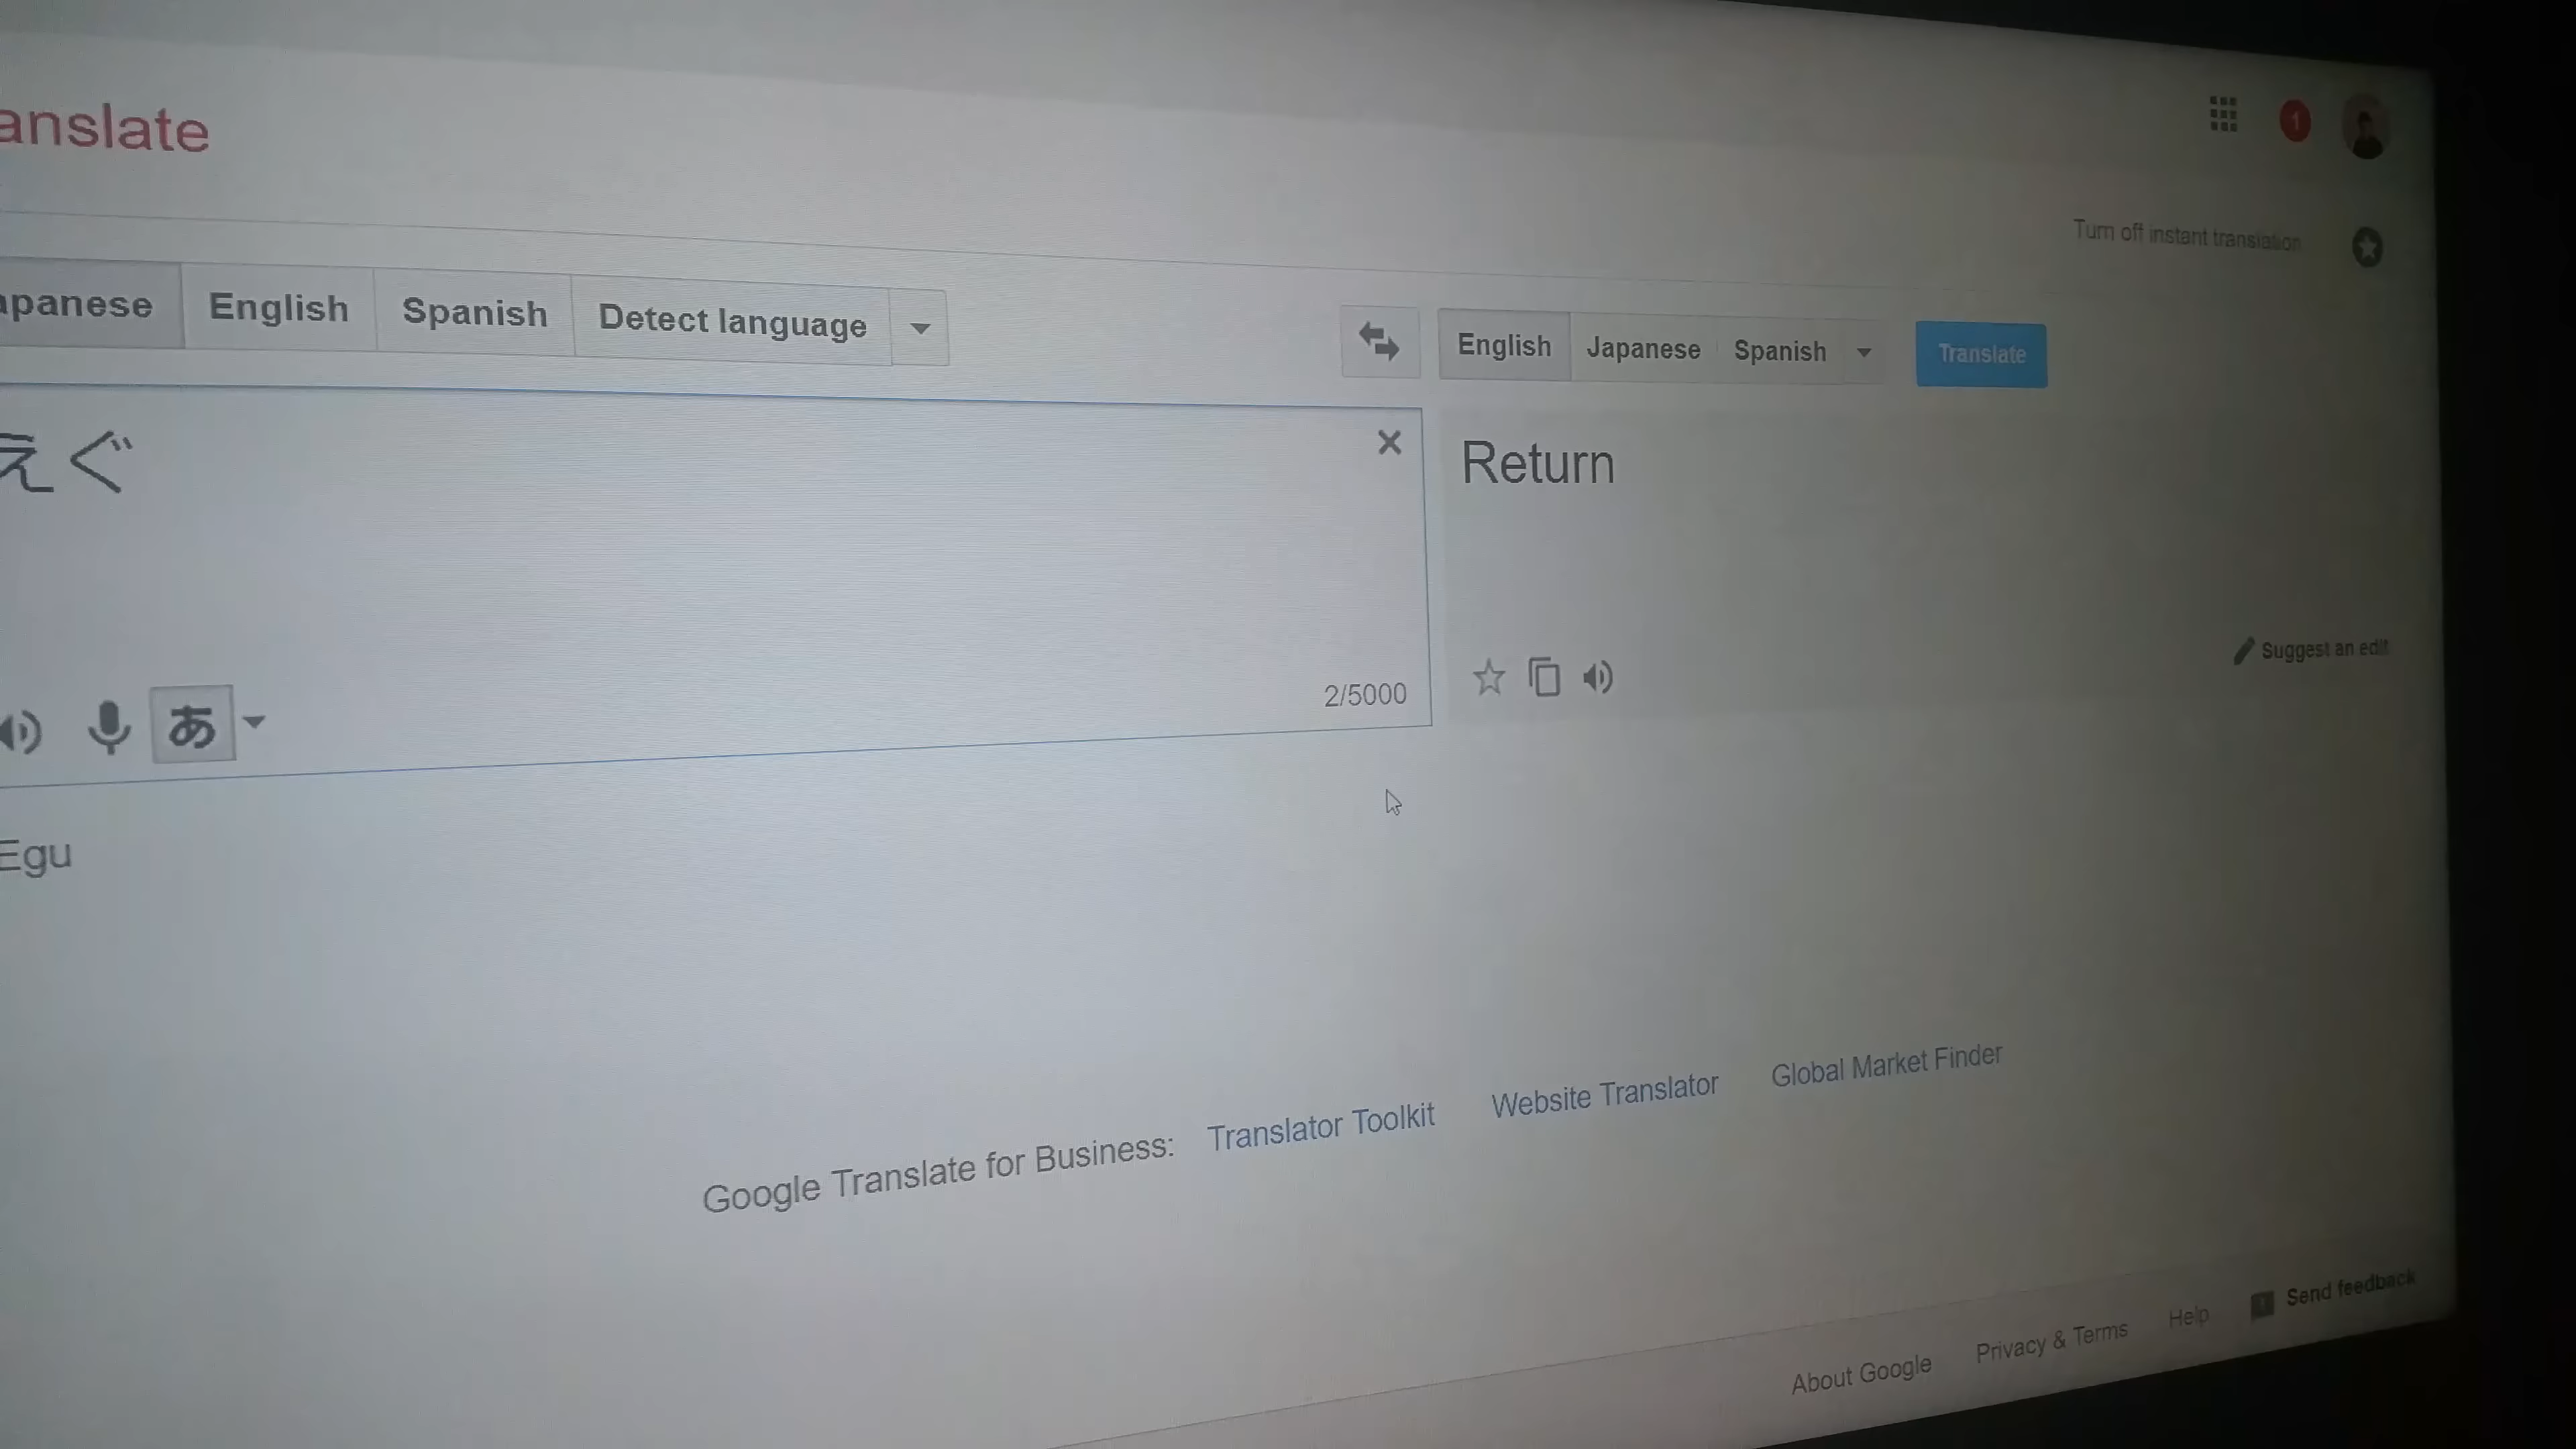 anslate
1
Turn off instant translation
apanese English Spanish Detect language
English Japanese Spanish Translate
えぐ
Return
2/5000
あ
Suggest an edit
Egu
Google Translate for Business: Translator Toolkit Website Translator Global Market Finder
About Google Privacy & Terms Help Send feedback